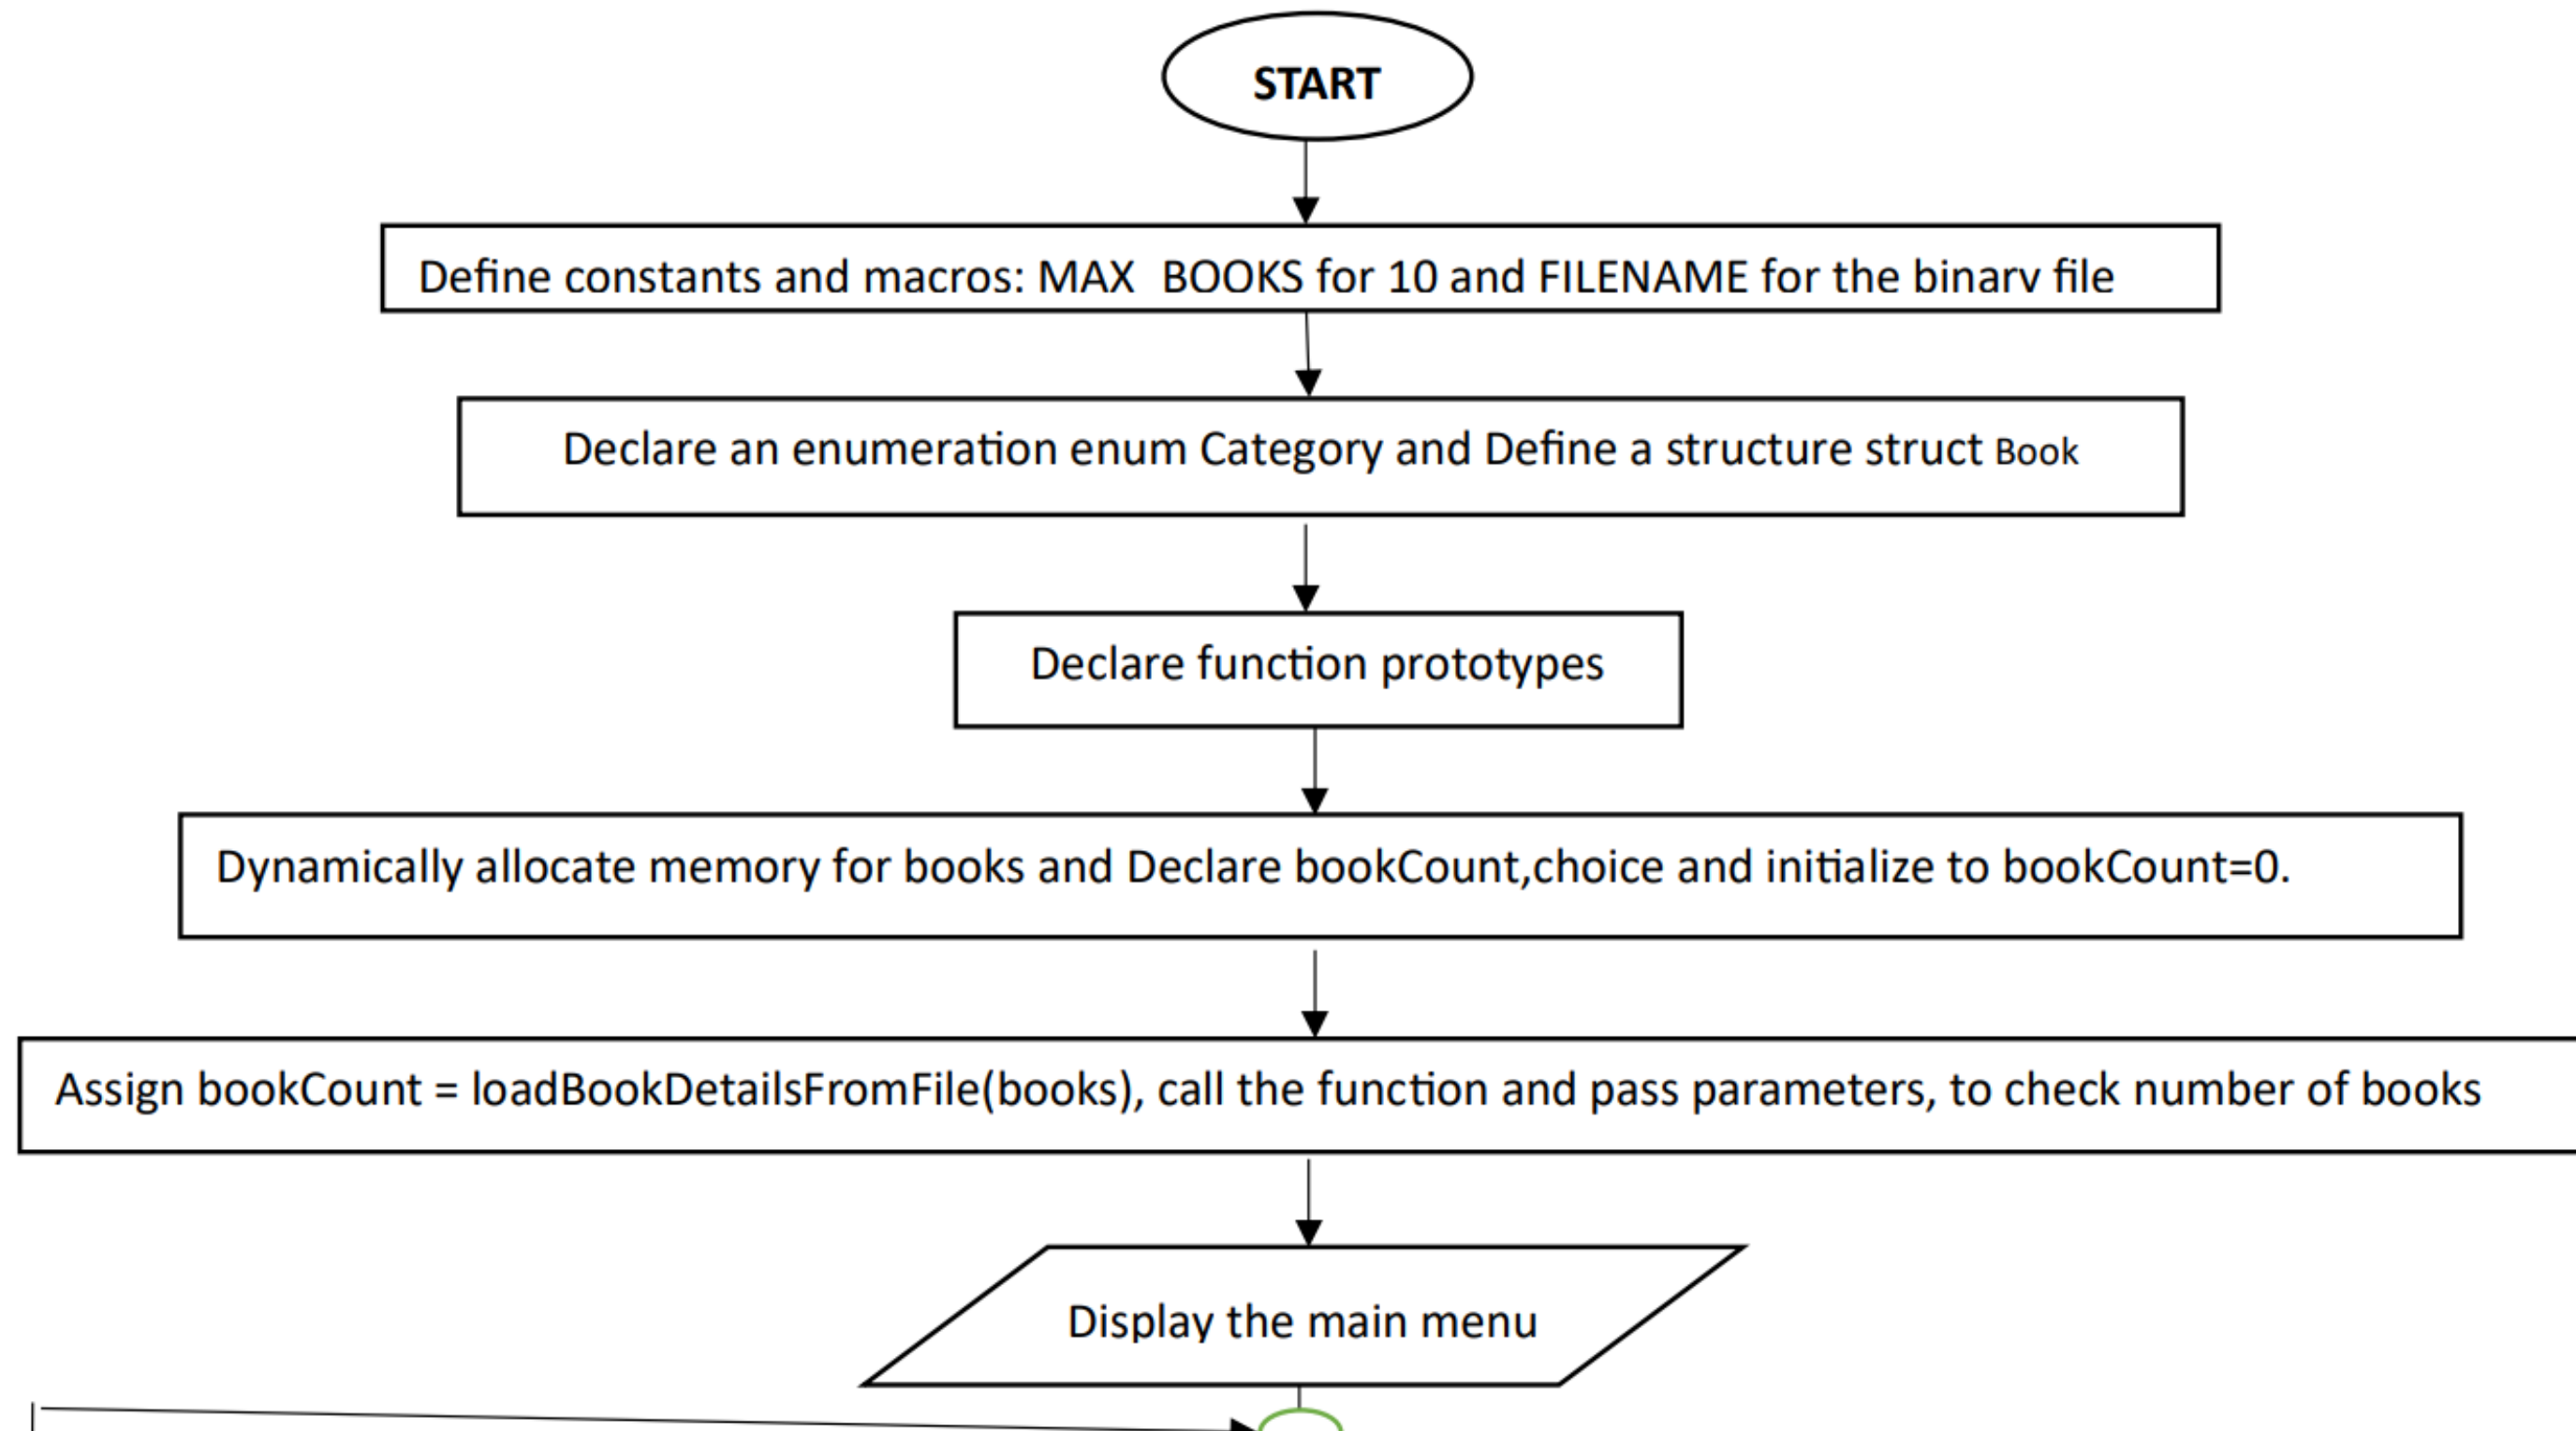 START
Define constants and macros: MAX_BOOKS for 10 and FILENAME for the binary file
Declare an enumeration enum Category and Define a structure struct Book
Declare function prototypes
Dynamically allocate memory for books and Declare bookCount,choice and initialize to bookCount=0.
Assign bookCount = loadBookDetailsFromFile(books), call the function and pass parameters, to check number of books
Display the main menu